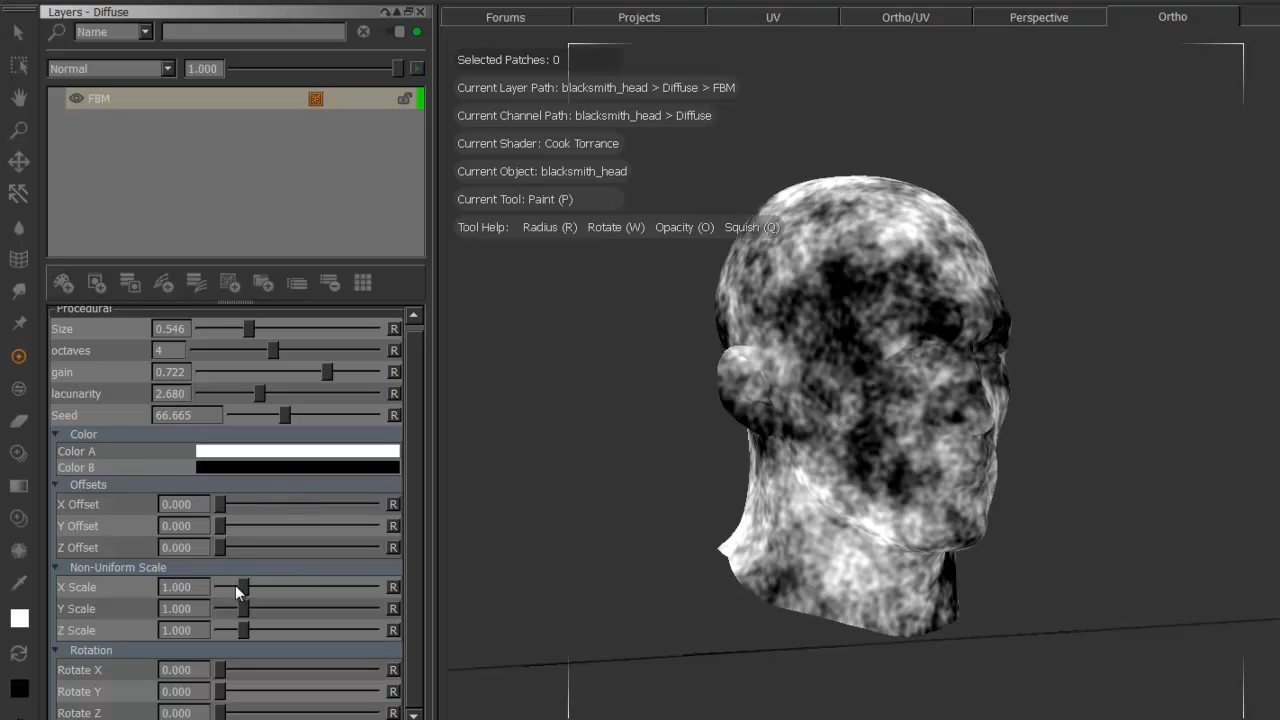 Layers - Diffuse
Name
Normal 1.000
FBM
Procedural
Size 0.546 R
octaves 4 R
gain 0.722 R
lacunarity 2.680 R
Seed 66.665 R
Color
Color A
Color B
Offsets
X Offset 0.000 R
Y Offset 0.000 R
Z Offset 0.000 R
Non-Uniform Scale
X Scale 1.000 R
Y Scale 1.000 R
Z Scale 1.000 R
Rotation
Rotate X 0.000 R
Rotate Y 0.000 R
Rotate Z 0.000 R
Forums Projects UV Ortho/UV Perspective Ortho
Selected Patches: 0
Current Layer Path: blacksmith_head > Diffuse > FBM
Current Channel Path: blacksmith_head > Diffuse
Current Shader: Cook Torrance
Current Object: blacksmith_head
Current Tool: Paint (P)
Tool Help: Radius (R) Rotate (W) Opacity (O) Squish (Q)